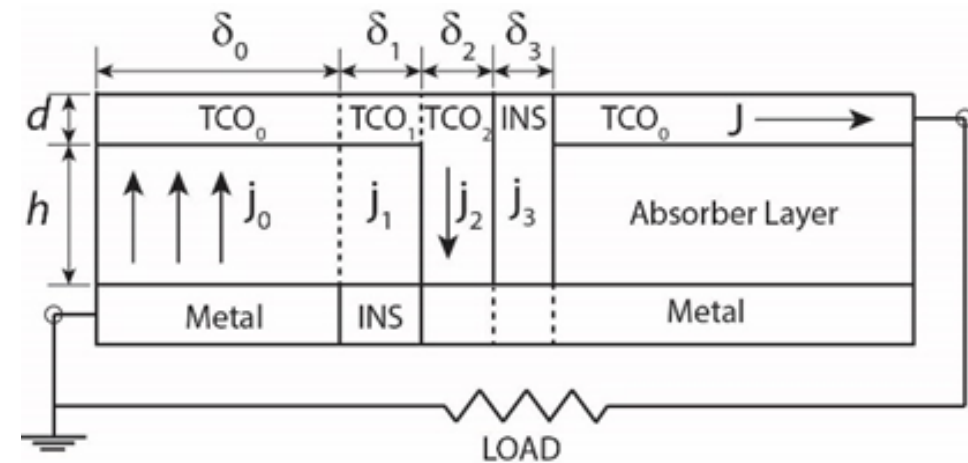 δ₀ δ₁ δ₂ δ₃
d TCO₀ TCO₁ TCO₂ INS TCO₀ J
h j₀ j₁ j₂ j₃ Absorber Layer
Metal INS Metal
LOAD